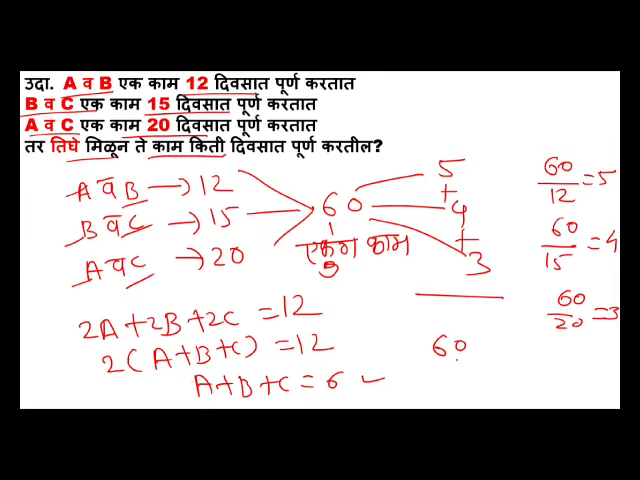 उदा. A व B एक काम 12 दिवसात पूर्ण करतात
B व C एक काम 15 दिवसात पूर्ण करतात
A व C एक काम 20 दिवसात पूर्ण करतात
तर तिघे मिळून ते काम किती दिवसात पूर्ण करतील?
A व B → 12
B व C → 15
A व C → 20
60
एकूण काम
5
+
4
+
3
60/12 = 5
60/15 = 4
60/20 = 3
2A+2B+2C = 12
2(A+B+C) = 12
A+B+C = 6
60